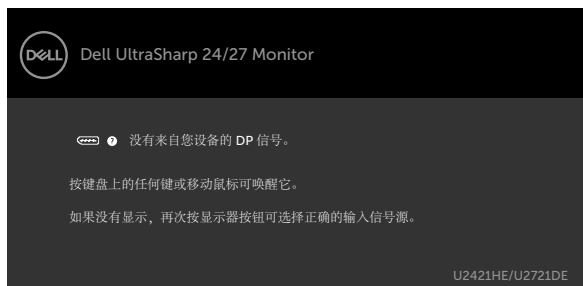 DELL
Dell UltraSharp 24/27 Monitor
? 没有来自您设备的 DP 信号。
按键盘上的任何键或移动鼠标可唤醒它。
如果没有显示，再次按显示器按钮可选择正确的输入信号源。
U2421HE/U2721DE